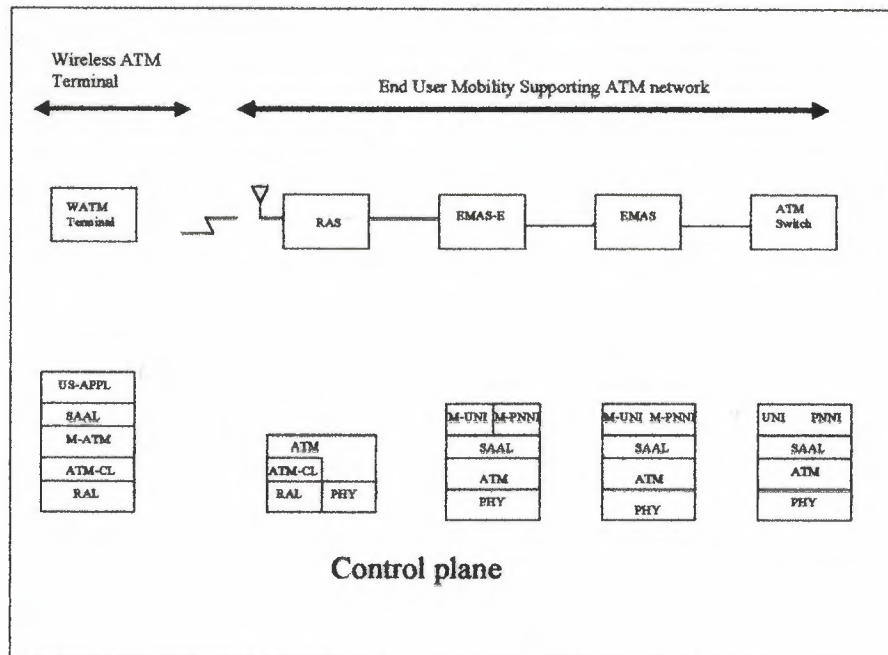 Wireless ATM
Terminal
End User Mobility Supporting ATM network
WATM
Terminal
RAS
EMAS-E
EMAS
ATM
Switch
US-APPL
SAAL
M-ATM
ATM-CL
RAL
ATM
ATM-CL
RAL PHY
M-UNI M-PNNI
SAAL
ATM
PHY
M-UNI M-PNNI
SAAL
ATM
PHY
UNI PNNI
SAAL
ATM
PHY
Control plane